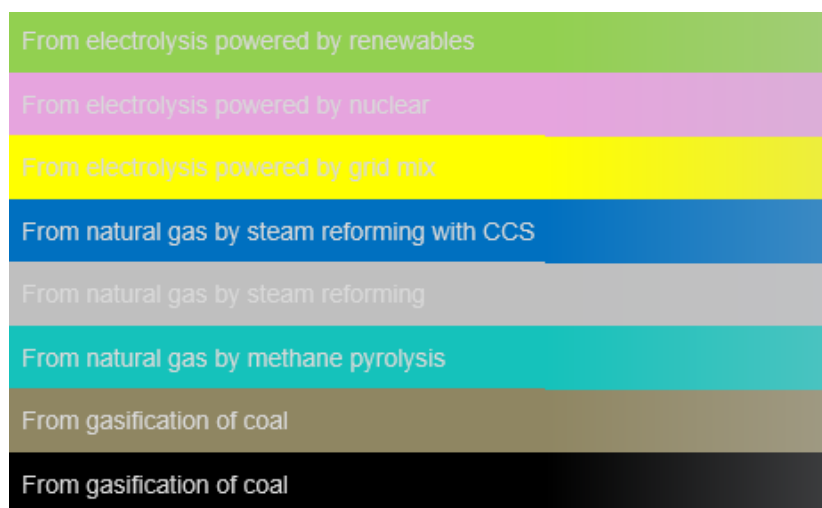 From electrolysis powered by renewables
From electrolysis powered by nuclear
From electrolysis powered by grid mix
From natural gas by steam reforming with CCS
From natural gas by steam reforming
From natural gas by methane pyrolysis
From gasification of coal
From gasification of coal